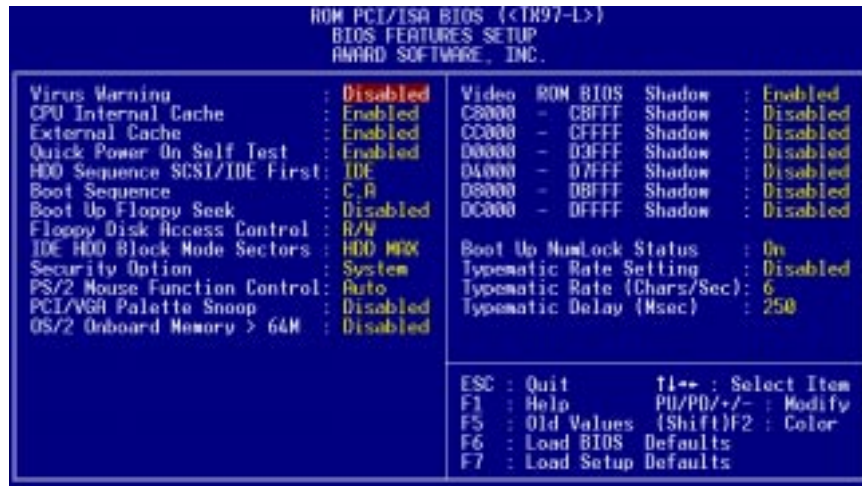 ROM PCI/ISA BIOS (<TX97-L>)
BIOS FEATURES SETUP
AWARD SOFTWARE, INC.
Virus Warning : Disabled
CPU Internal Cache : Enabled
External Cache : Enabled
Quick Power On Self Test : Enabled
HDD Sequence SCSI/IDE First: IDE
Boot Sequence : C,A
Boot Up Floppy Seek : Disabled
Floppy Disk Access Control : R/W
IDE HDD Block Mode Sectors : HDD MAX
Security Option : System
PS/2 Mouse Function Control: Auto
PCI/VGA Palette Snoop : Disabled
OS/2 Onboard Memory > 64M : Disabled
Video ROM BIOS Shadow : Enabled
C8000 - CBFFF Shadow : Disabled
CC000 - CFFFF Shadow : Disabled
D0000 - D3FFF Shadow : Disabled
D4000 - D7FFF Shadow : Disabled
D8000 - DBFFF Shadow : Disabled
DC000 - DFFFF Shadow : Disabled
Boot Up NumLock Status : On
Typematic Rate Setting : Disabled
Typematic Rate (Chars/Sec): 6
Typematic Delay (Msec) : 250
ESC : Quit ↑↓→← : Select Item
F1 : Help PU/PD/+/- : Modify
F5 : Old Values (Shift)F2 : Color
F6 : Load BIOS Defaults
F7 : Load Setup Defaults